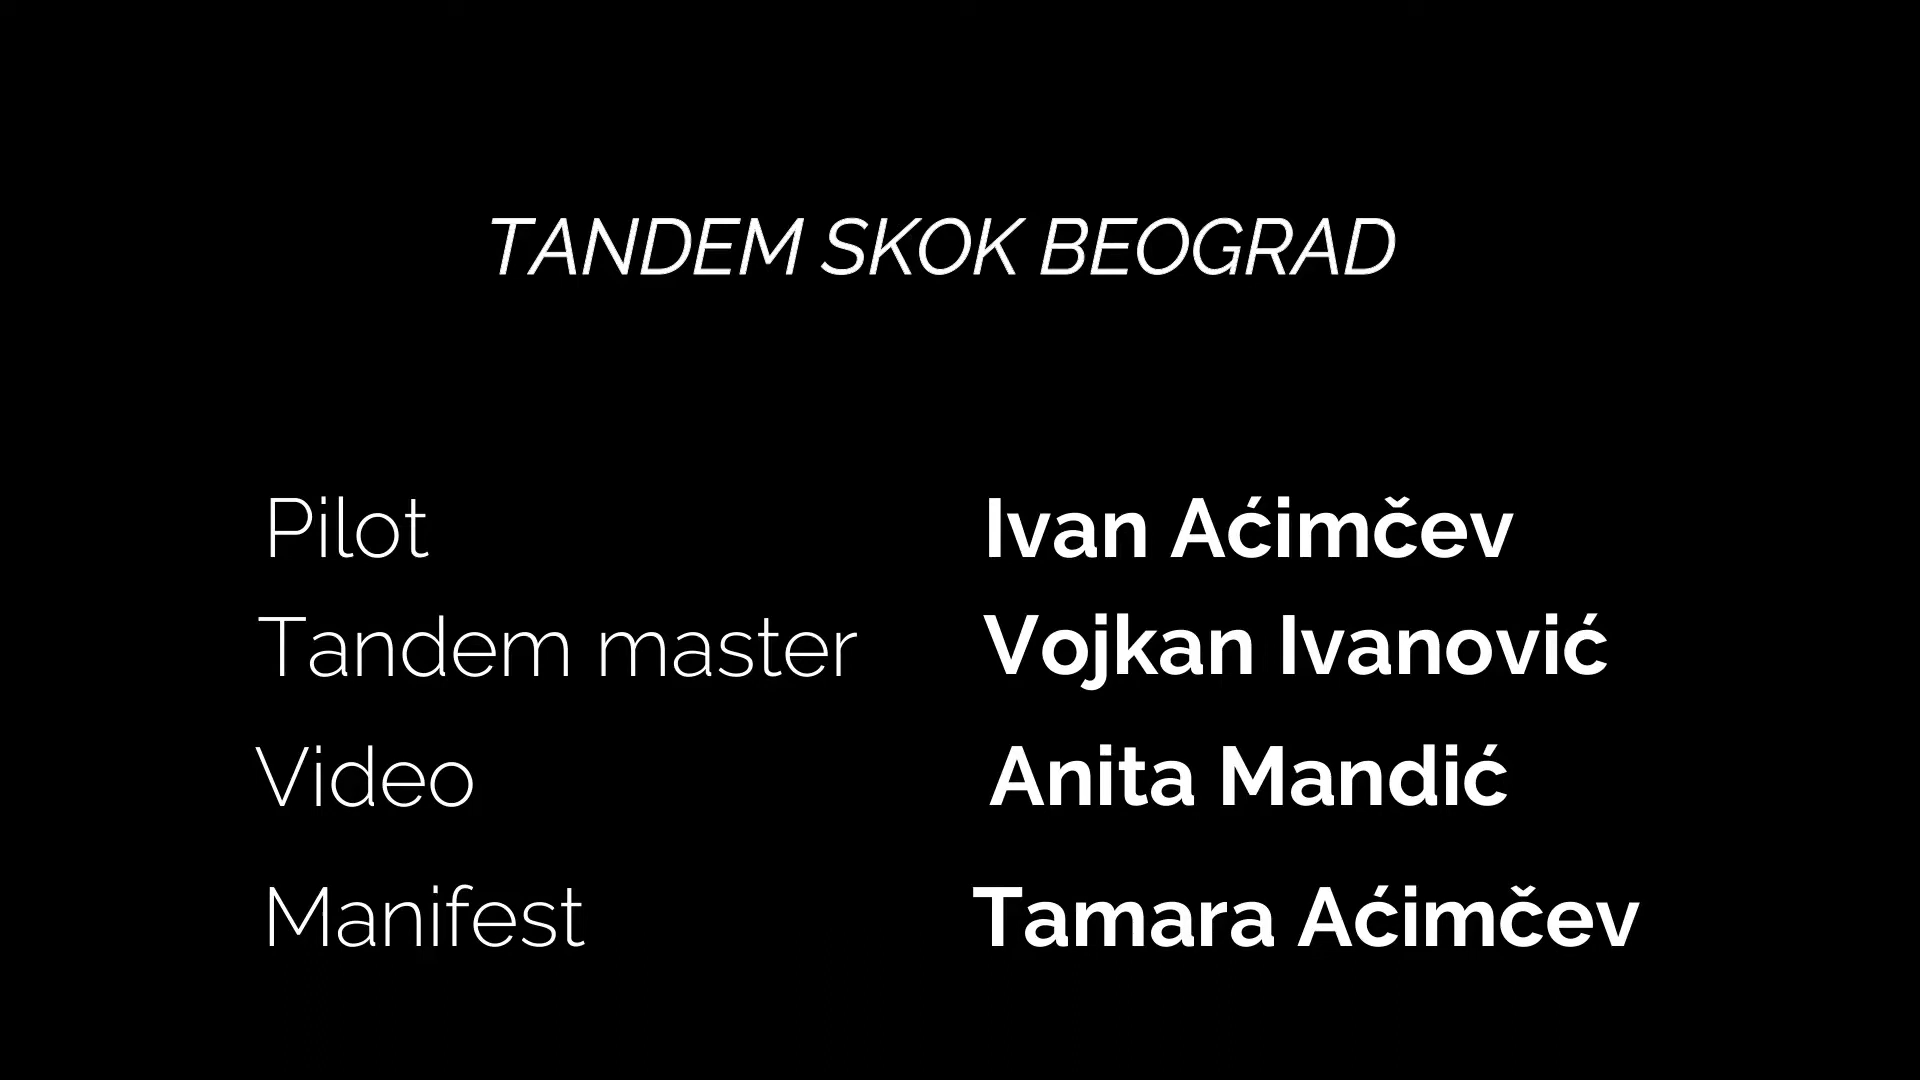 TANDEM SKOK BEOGRAD
Pilot Ivan Aćimčev
Tandem master Vojkan Ivanović
Video Anita Mandić
Manifest Tamara Aćimčev